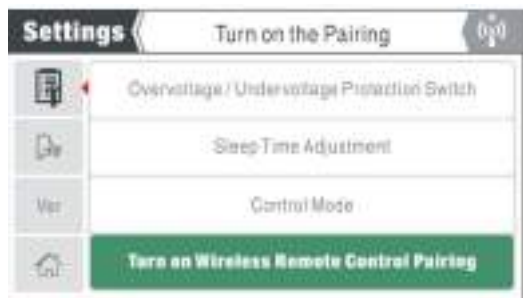 Settings
Turn on the Pairing
Overvoltage / Undervoltage Protection Switch
Sleep Time Adjustment
Ver
Control Mode
Turn on Wireless Remote Control Pairing